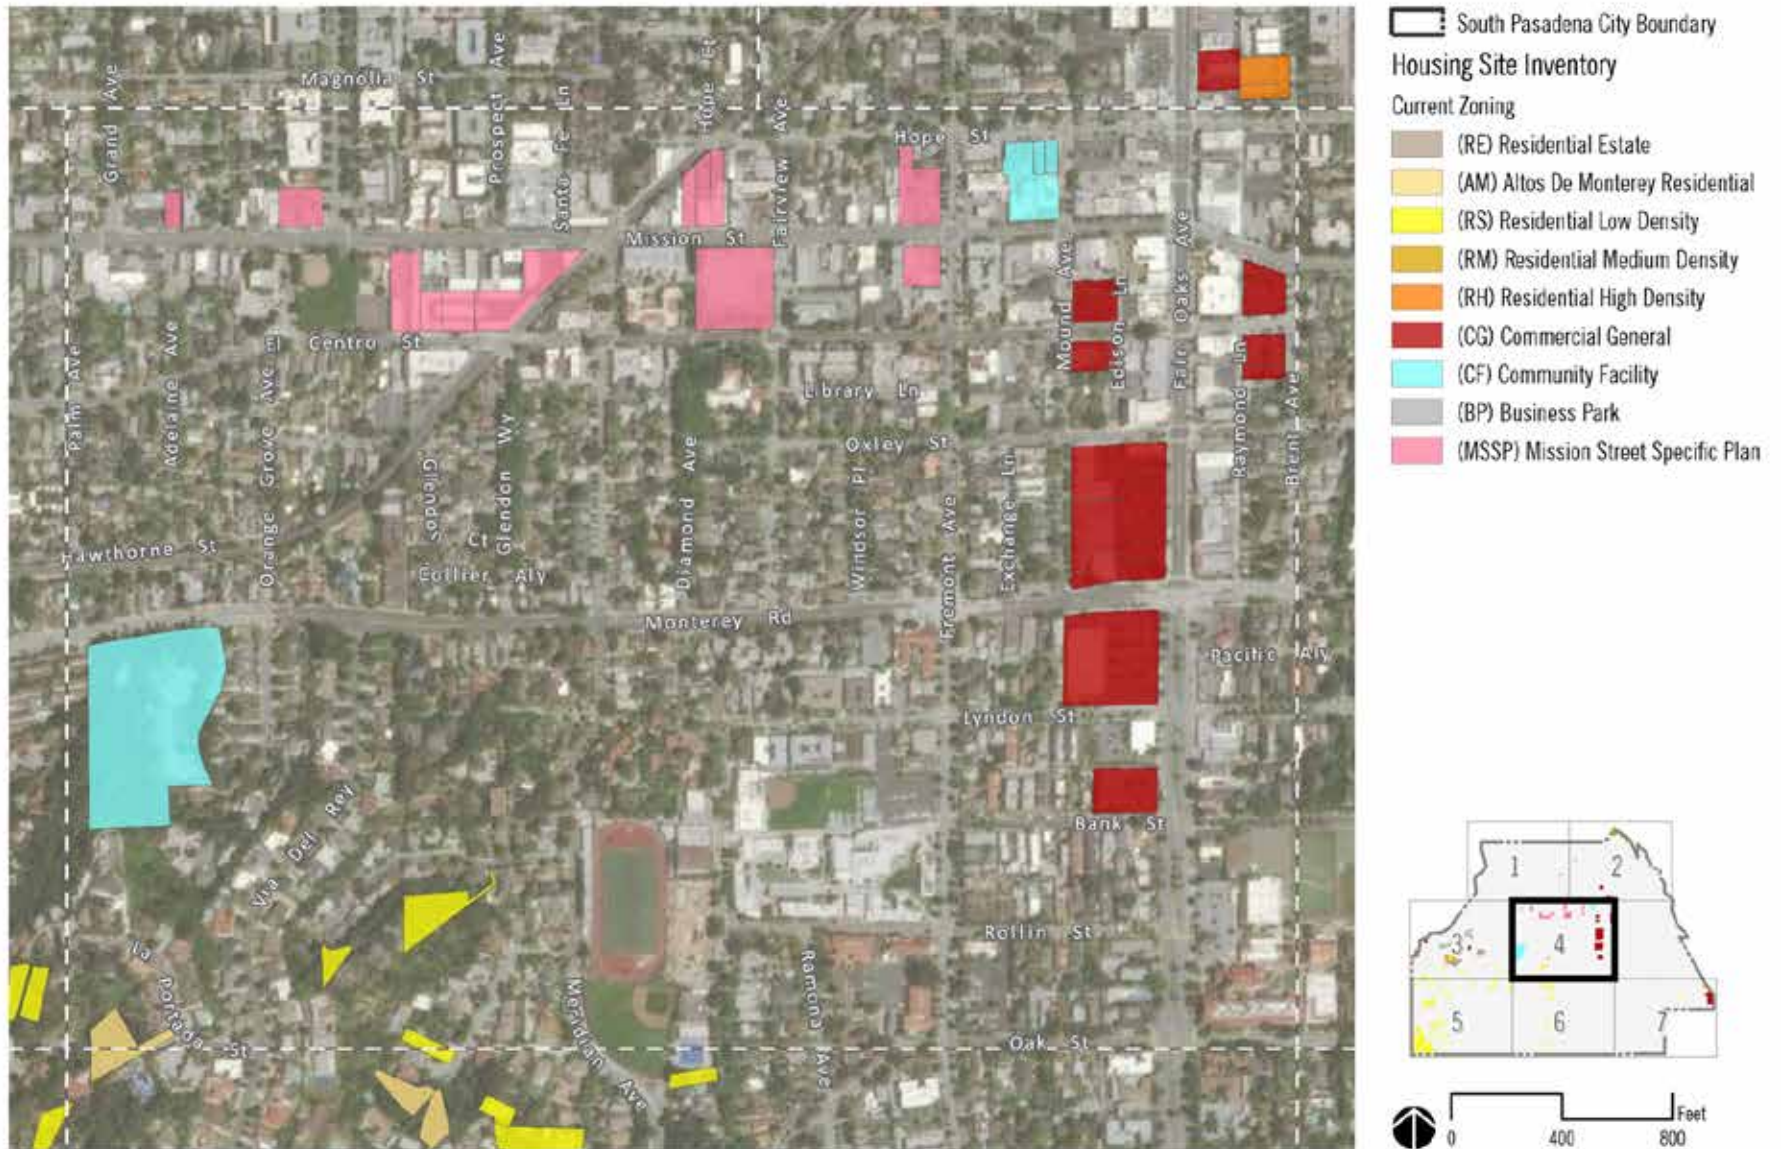 Magnolia St
Grand Ave
Prospect Ave
Santa Fe Ln
Hope Ct
Fairview Ave
Hope St
Mission St
El Centro St
Mound Ave
Edison Ln
Fair Oaks Ave
Raymond Ln
Brent Ave
Palm Ave
Adelaine Ave
Orange Grove Ave
Library Ln
Oxley St
Glendon Wy
Diamond Ave
Windsor Pl
Fremont Ave
Exchange Ln
Hawthorne St
Glendon Ct
Collier Aly
Monterey Rd
Pacific Aly
Lyndon St
Bank St
Via Del Rey
La Portada St
Rollin St
Meridian Ave
Ramona Ave
Oak St
South Pasadena City Boundary
Housing Site Inventory
Current Zoning
(RE) Residential Estate
(AM) Altos De Monterey Residential
(RS) Residential Low Density
(RM) Residential Medium Density
(RH) Residential High Density
(CG) Commercial General
(CF) Community Facility
(BP) Business Park
(MSSP) Mission Street Specific Plan
1
2
3
4
5
6
7
Feet
0 400 800